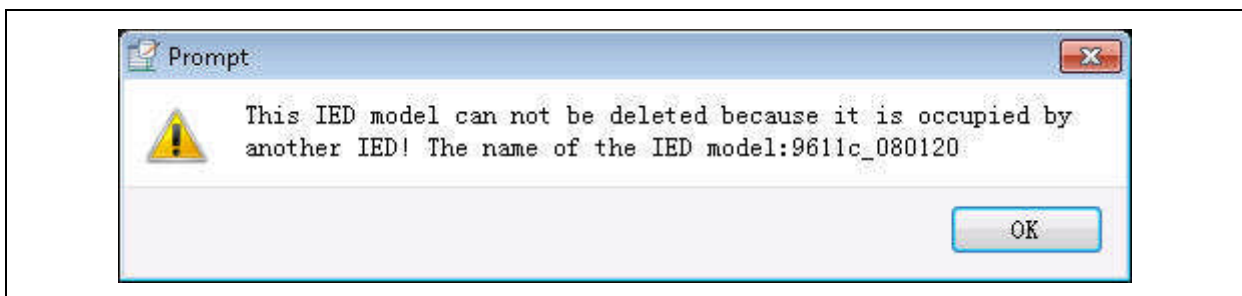 Prompt
This IED model can not be deleted because it is occupied by
another IED! The name of the IED model:9611c_080120
OK